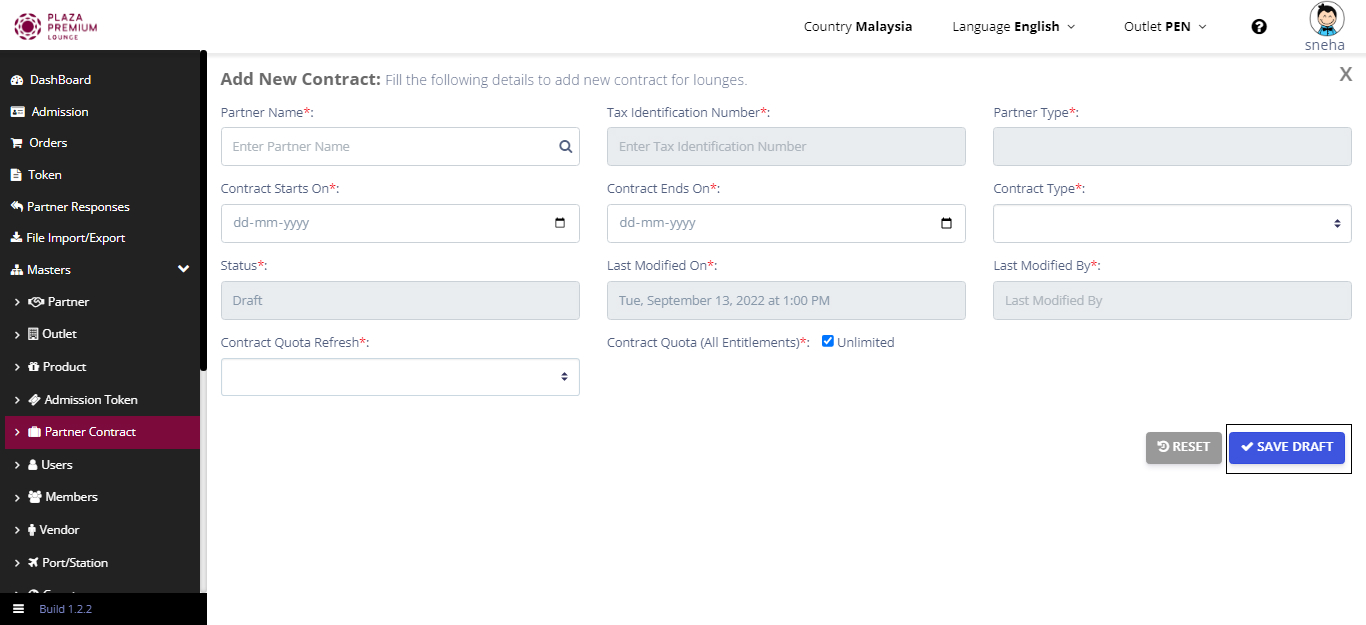 PLAZA
PREMIUM
LOUNGE
Country Malaysia
Language English
Outlet PEN
sneha
DashBoard
Admission
Orders
Token
Partner Responses
File Import/Export
Masters
Partner
Outlet
Product
Admission Token
Partner Contract
Users
Members
Vendor
Port/Station
Build 1.2.2
Add New Contract: Fill the following details to add new contract for lounges.
X
Partner Name*:
Tax Identification Number*:
Partner Type*:
Enter Partner Name
Enter Tax Identification Number
Contract Starts On*:
Contract Ends On*:
Contract Type*:
dd-mm-yyyy
dd-mm-yyyy
Status*:
Last Modified On*:
Last Modified By*:
Draft
Tue, September 13, 2022 at 1:00 PM
Last Modified By
Contract Quota Refresh*:
Contract Quota (All Entitlements)*:
Unlimited
RESET
SAVE DRAFT